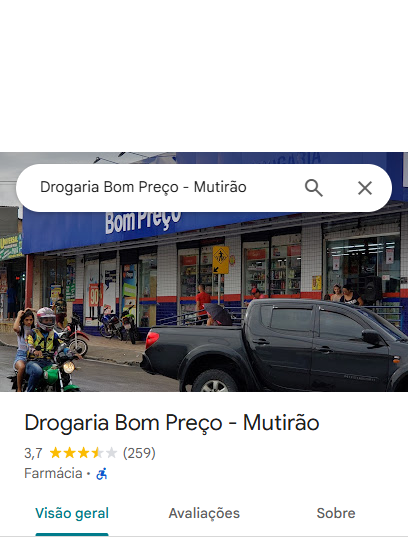 Drogaria Bom Preço - Mutirão
Bom Preço
Drogaria Bom Preço - Mutirão
3,7 (259)
Farmácia ·
Visão geral
Avaliações
Sobre